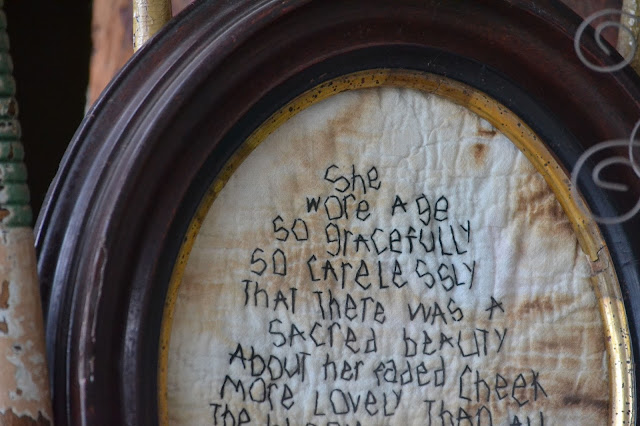 She
wore age
so gracefully
so carelessly
that there was a
sacred beauty
about her faded cheek
more lovely than all
the